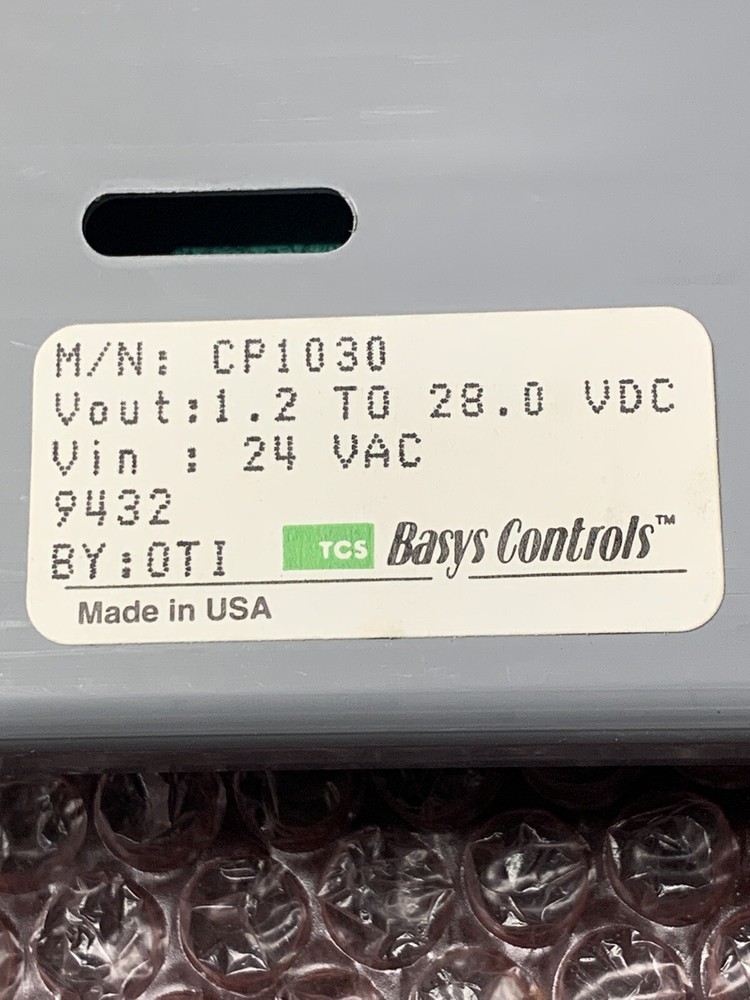 M/N: CP1030
Vout:1.2 TO 28.0 VDC
Vin : 24 VAC
9432
BY:OTI TCS Basys Controls™
Made in USA